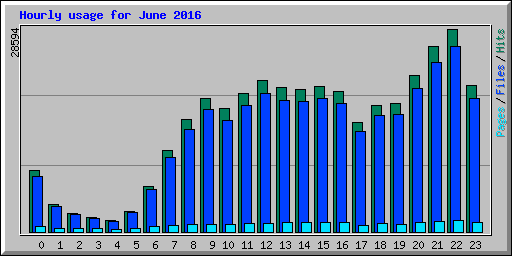 Hourly usage for June 2016
28594
Pages/Files/Hits
0 1 2 3 4 5 6 7 8 9 10 11 12 13 14 15 16 17 18 19 20 21 22 23